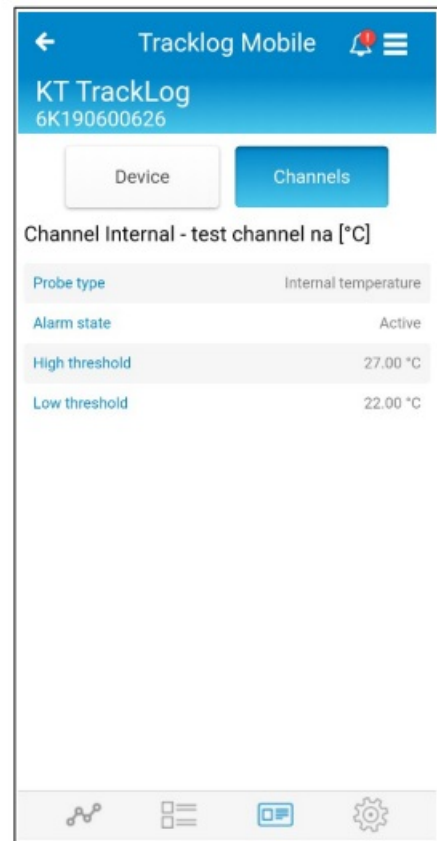 Tracklog Mobile
KT TrackLog
6K190600626
Device Channels
Channel Internal - test channel na [°C]
Probe type Internal temperature
Alarm state Active
High threshold 27.00 °C
Low threshold 22.00 °C